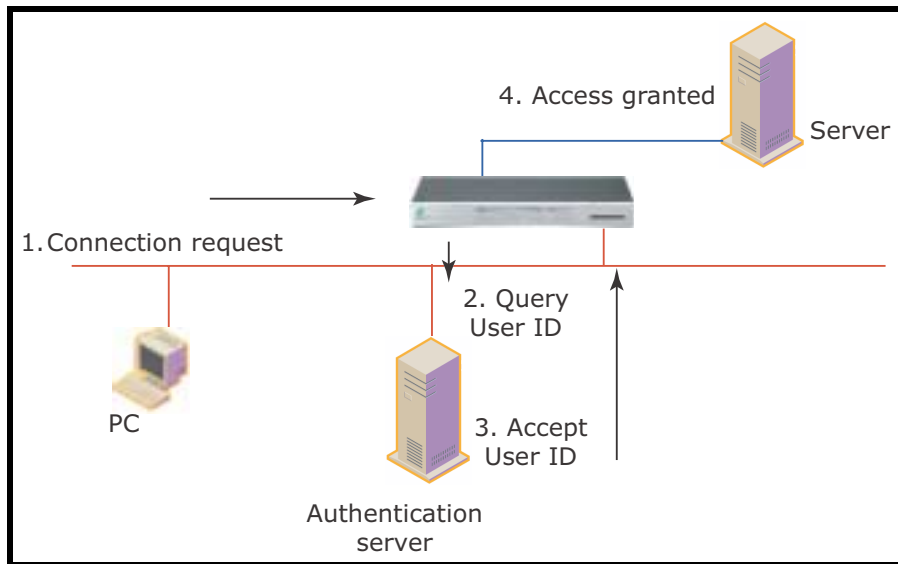 4. Access granted
Server
1.Connection request
2. Query
User ID
PC
3. Accept
User ID
Authentication
server